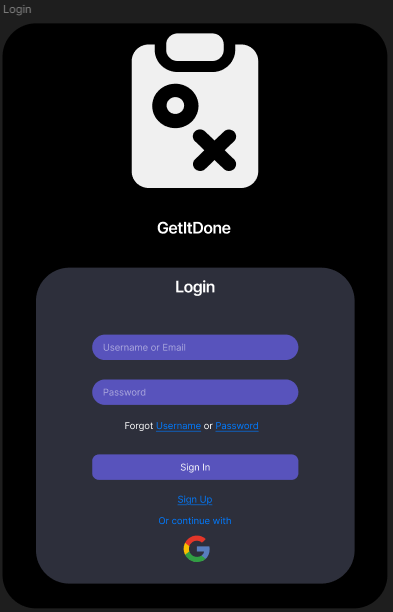 Login
GetItDone
Login
Username or Email
Password
Forgot Username or Password
Sign In
Sign Up
Or continue with
G